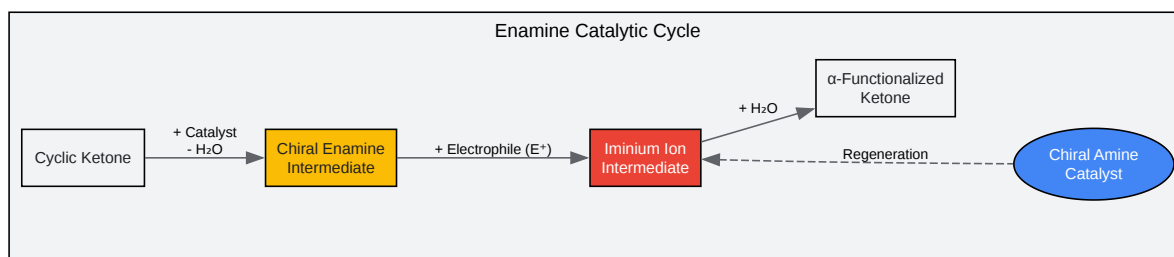 Enamine Catalytic Cycle
α-Functionalized
Ketone
+ H₂O
+ Catalyst
- H₂O
Cyclic Ketone
Chiral Enamine
Intermediate
+ Electrophile (E⁺)
Iminium Ion
Intermediate
Regeneration
Chiral Amine
Catalyst